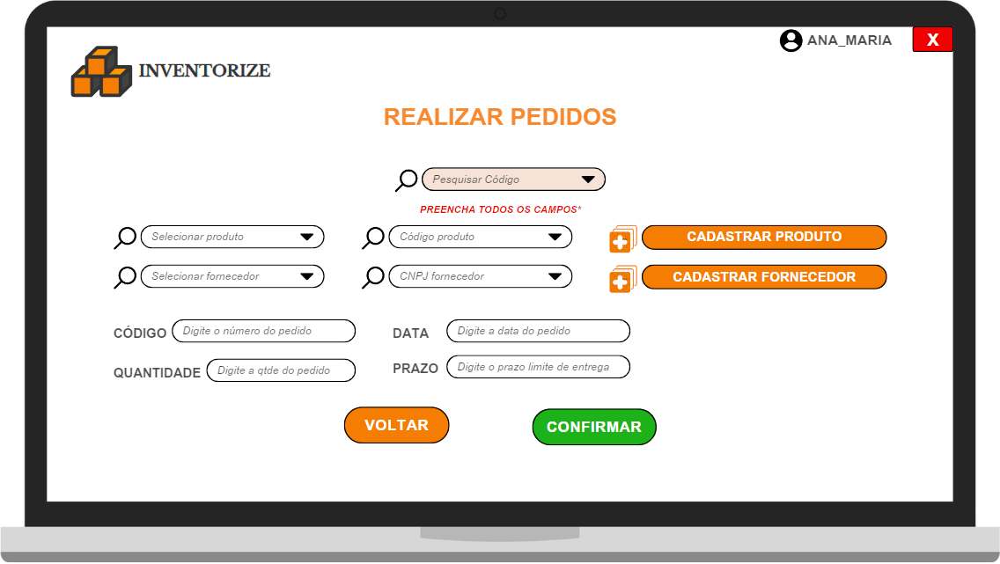 ANA_MARIA
X
INVENTORIZE
REALIZAR PEDIDOS
Pesquisar Código
PREENCHA TODOS OS CAMPOS*
Selecionar produto
Código produto
CADASTRAR PRODUTO
Selecionar fornecedor
CNPJ fornecedor
CADASTRAR FORNECEDOR
CÓDIGO Digite o número do pedido
DATA Digite a data do pedido
QUANTIDADE Digite a qtde do pedido
PRAZO Digite o prazo limite de entrega
VOLTAR
CONFIRMAR